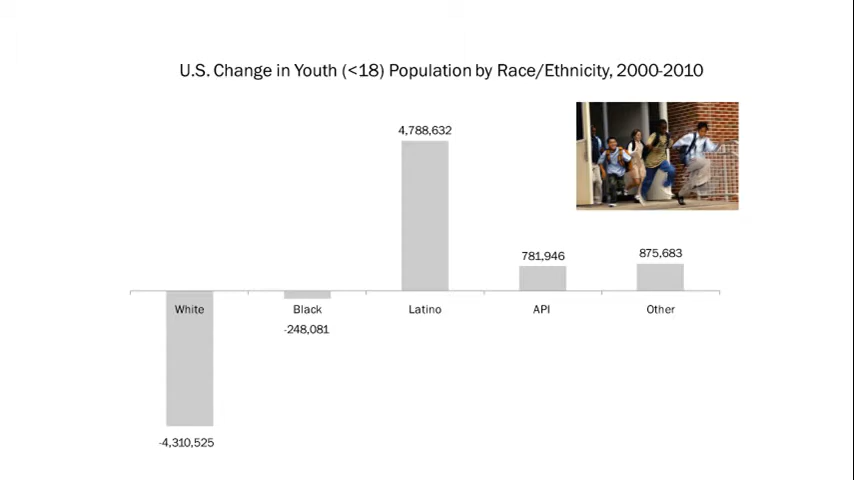 U.S. Change in Youth (<18) Population by Race/Ethnicity, 2000-2010
4,788,632
781,946
875,683
White
Black
Latino
API
Other
-248,081
-4,310,525